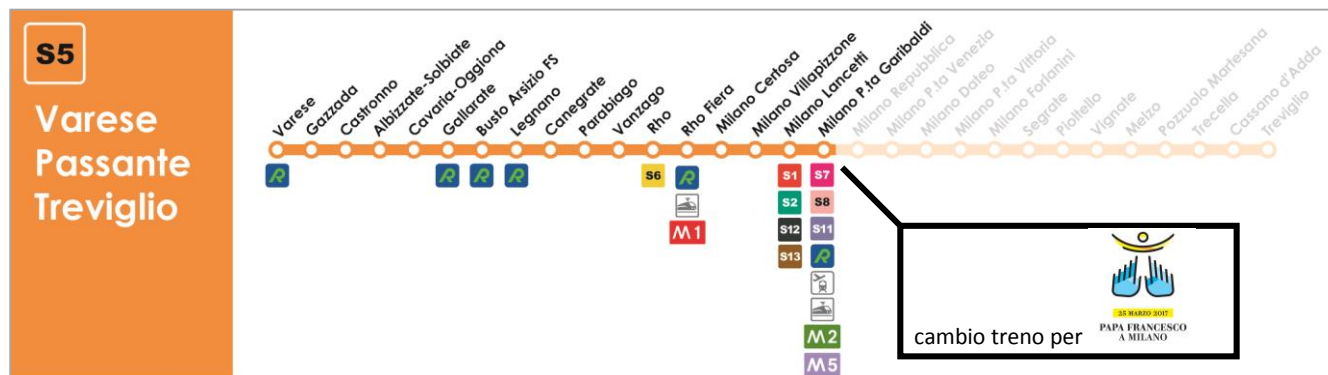 S5
Varese
Passante
Treviglio
Varese
Gazzada
Castronno
Albizzate-Solbiate
Cavaria-Oggiona
Gallarate
Busto Arsizio FS
Legnano
Canegrate
Parabiago
Vanzago
Rho
Rho Fiera
Milano Certosa
Milano Villapizzone
Milano Lancetti
Milano P.ta Garibaldi
Milano Repubblica
Milano P.ta Venezia
Milano Dateo
Milano P.ta Vittoria
Milano Forlanini
Segrate
Pioltello
Vignate
Melzo
Pozzuolo Martesana
Trecella
Cassano d'Adda
Treviglio
R
R
R
R
S6
R
M1
S1
S2
S12
S13
S7
S8
S11
R
M2
M5
cambio treno per
25 MARZO 2017
PAPA FRANCESCO
A MILANO